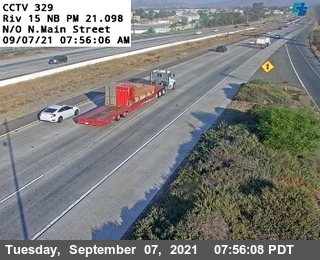 CCTV 329
Riv 15 NB PM 21.098
N/O N.Main Street
09/07/21 07:56:06 AM
Tuesday, September 07, 2021 07:56:08 PDT